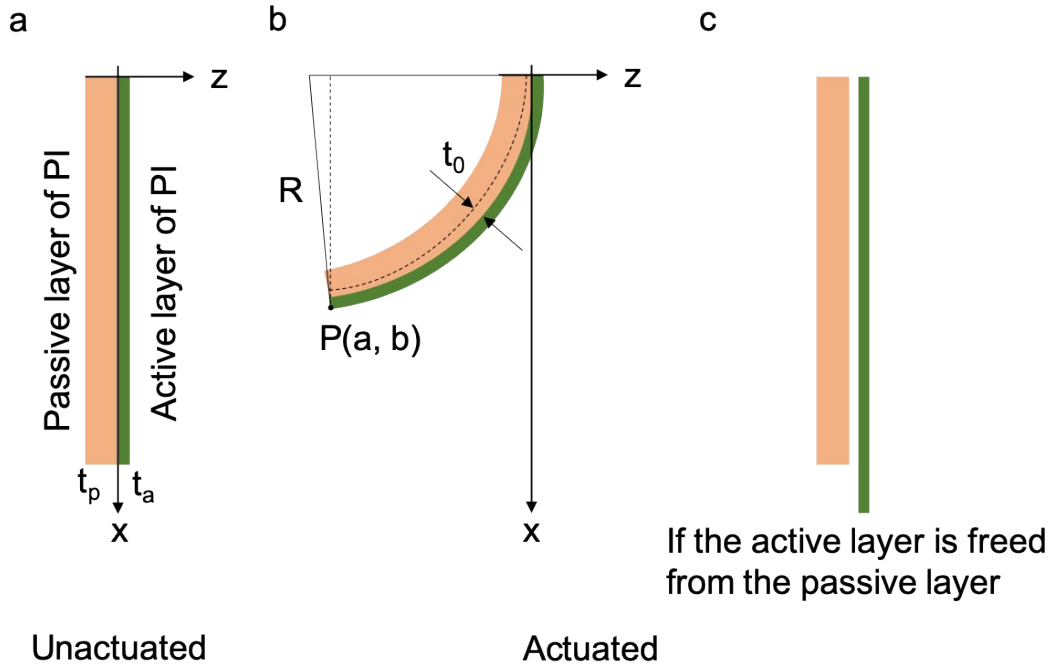 a
b
c
z
z
Passive layer of PI
Active layer of PI
t₀
R
P(a, b)
tₚ
tₐ
x
x
If the active layer is freed
from the passive layer
Unactuated
Actuated